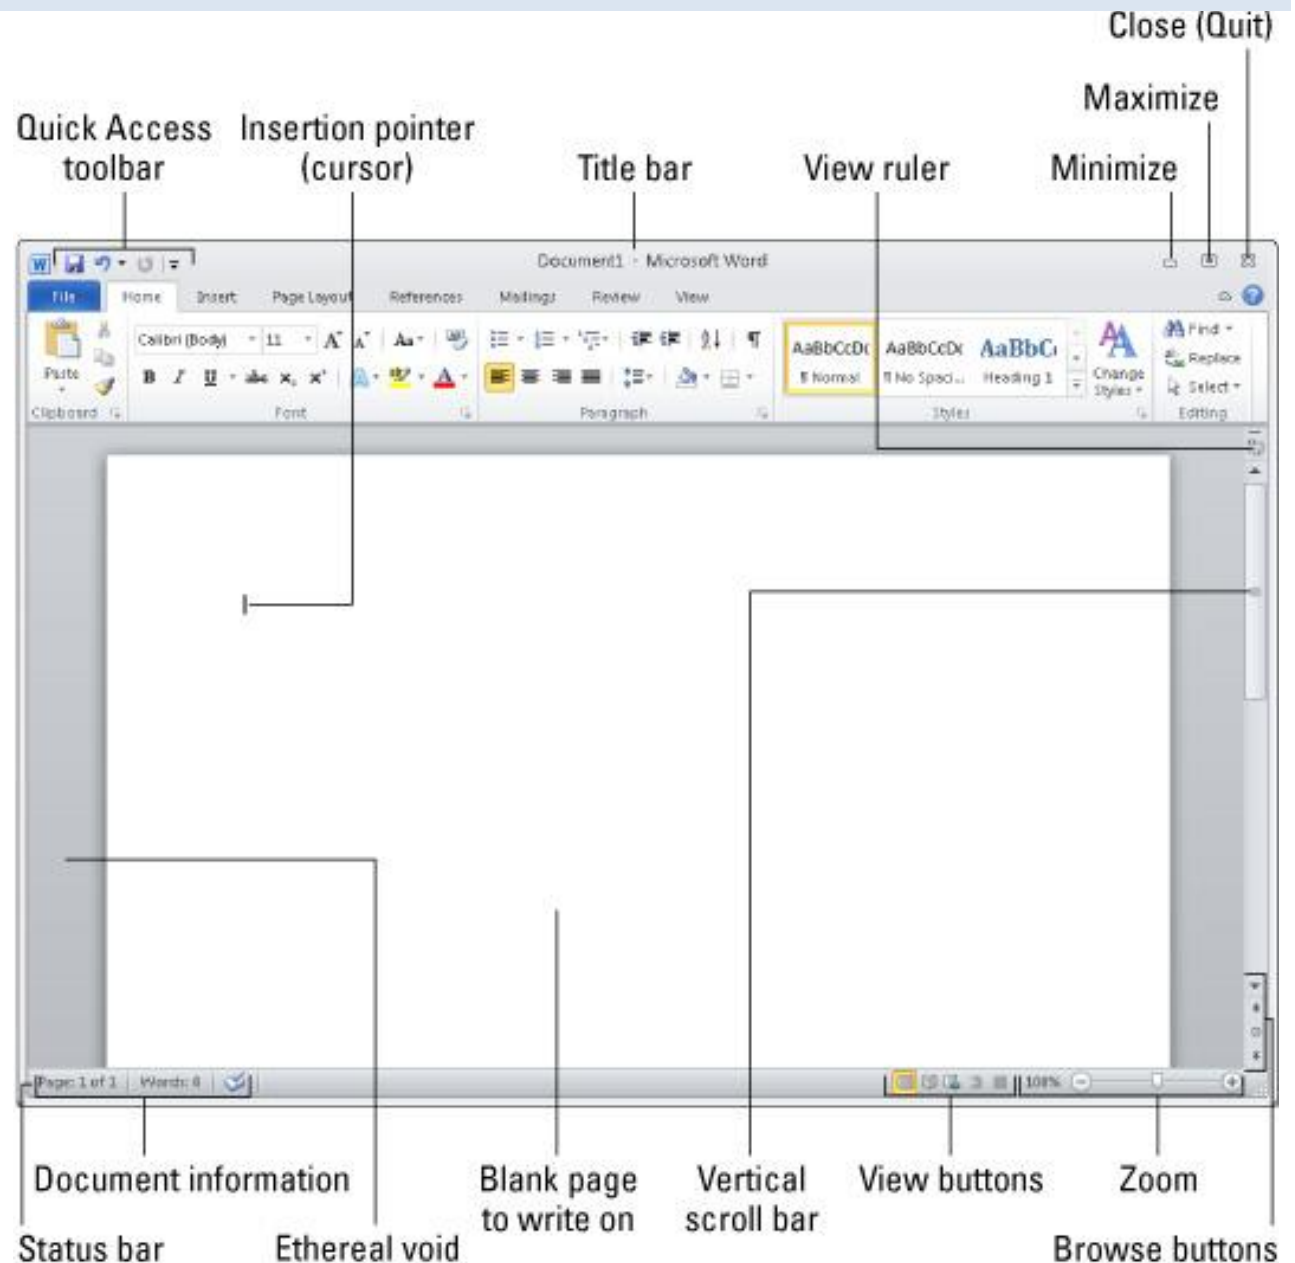 Close (Quit)
Maximize
Quick Access
toolbar
Insertion pointer
(cursor)
Title bar
View ruler
Minimize
W
Document1 - Microsoft Word
File Home Insert Page Layout References Mailings Review View
Calibri (Body) 11 A A Aa
AaBbCcDc AaBbCcDc AaBbC
Find
Replace
Paste
B I U abc x, x A A
¶ Normal ¶ No Spaci... Heading 1
Change
Styles
Select
Clipboard Font Paragraph Styles Editing
Page: 1 of 1 Words: 0
100%
Document information
Blank page
to write on
Vertical
scroll bar
View buttons
Zoom
Status bar
Ethereal void
Browse buttons